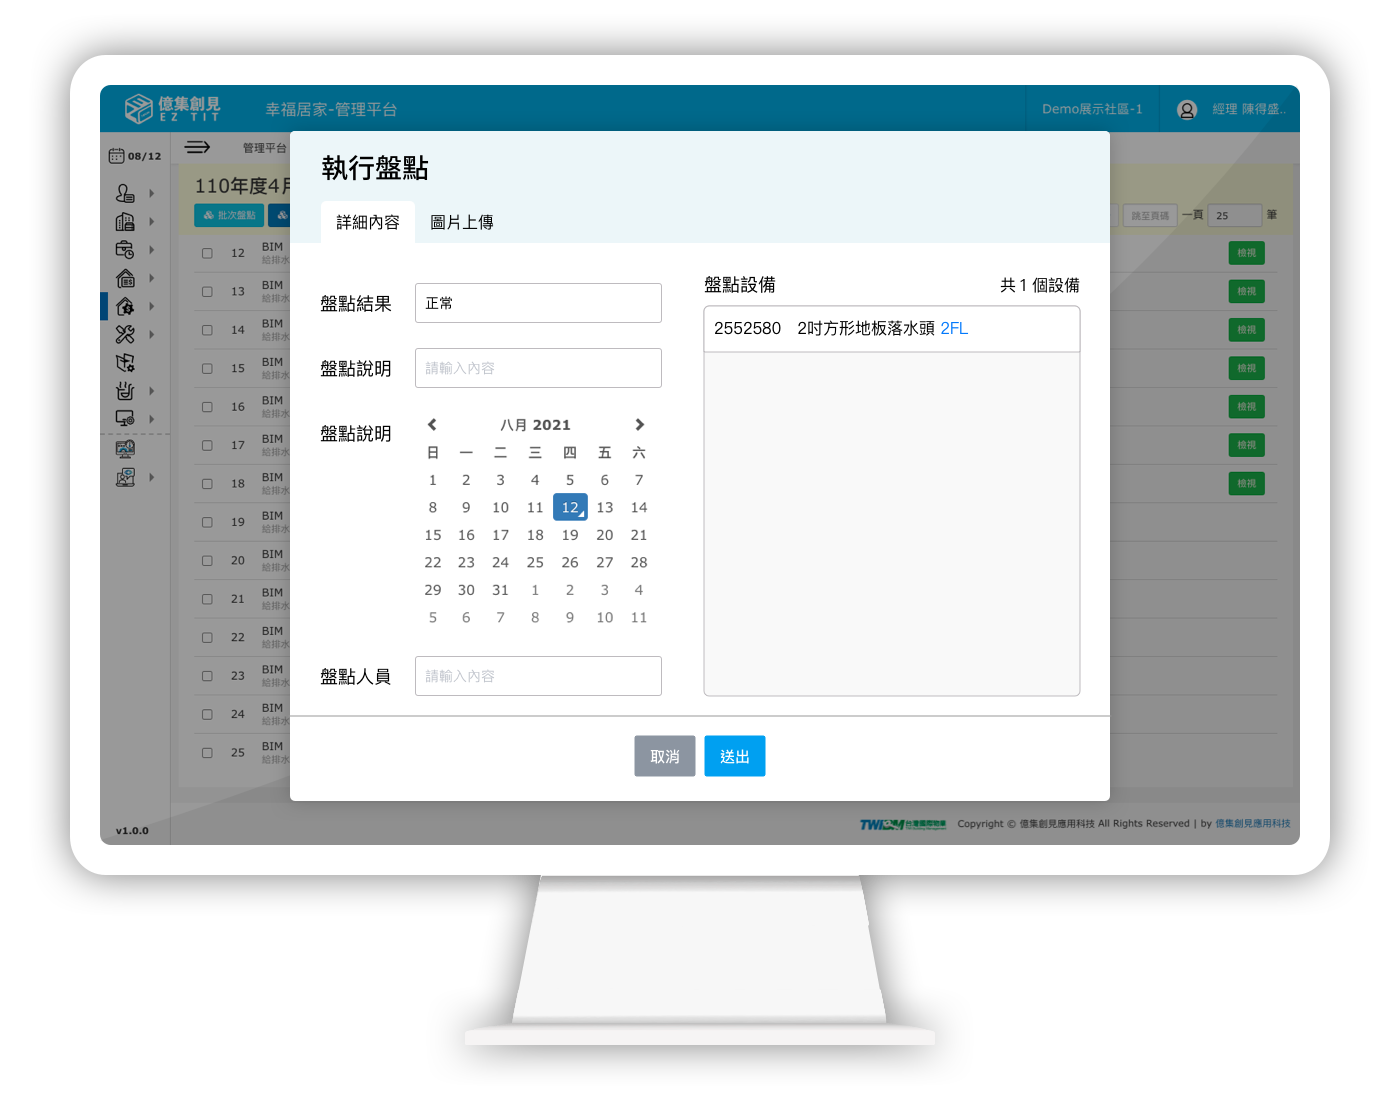 億集創見
EZ TIT
幸福居家-管理平台
Demo展示社區-1
經理 陳得盛..
08/12
管理平台
110年度4月
批次盤點
跳至頁碼
一頁
25
筆
12 BIM 檢視
給排水
13 BIM 檢視
給排水
14 BIM 檢視
給排水
15 BIM 檢視
給排水
16 BIM 檢視
給排水
17 BIM 檢視
給排水
18 BIM 檢視
給排水
19 BIM
給排水
20 BIM
給排水
21 BIM
給排水
22 BIM
給排水
23 BIM
給排水
24 BIM
給排水
25 BIM
給排水
v1.0.0
執行盤點
詳細內容 圖片上傳
盤點結果
正常
盤點說明
請輸入內容
盤點說明
八月 2021
日 一 二 三 四 五 六
1 2 3 4 5 6 7
8 9 10 11 12 13 14
15 16 17 18 19 20 21
22 23 24 25 26 27 28
29 30 31 1 2 3 4
5 6 7 8 9 10 11
盤點人員
請輸入內容
盤點設備
共 1 個設備
2552580 2吋方形地板落水頭 2FL
取消 送出
Copyright © 億集創見應用科技 All Rights Reserved | by 億集創見應用科技